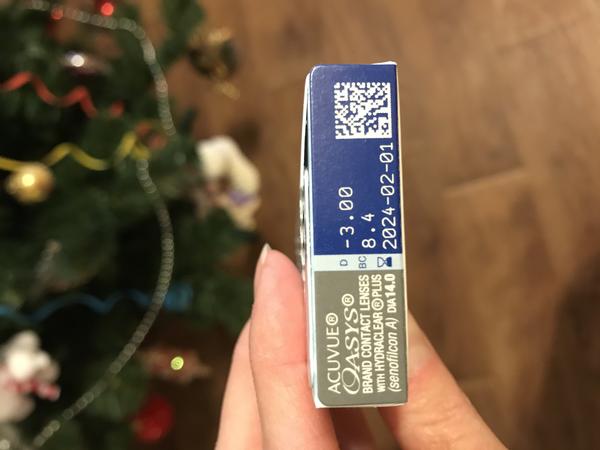 ACUVUE®
OASYS®
BRAND CONTACT LENSES
WITH HYDRACLEAR® PLUS
(senofilcon A) DIA 14.0
D -3.00
BC 8.4
2024-02-01